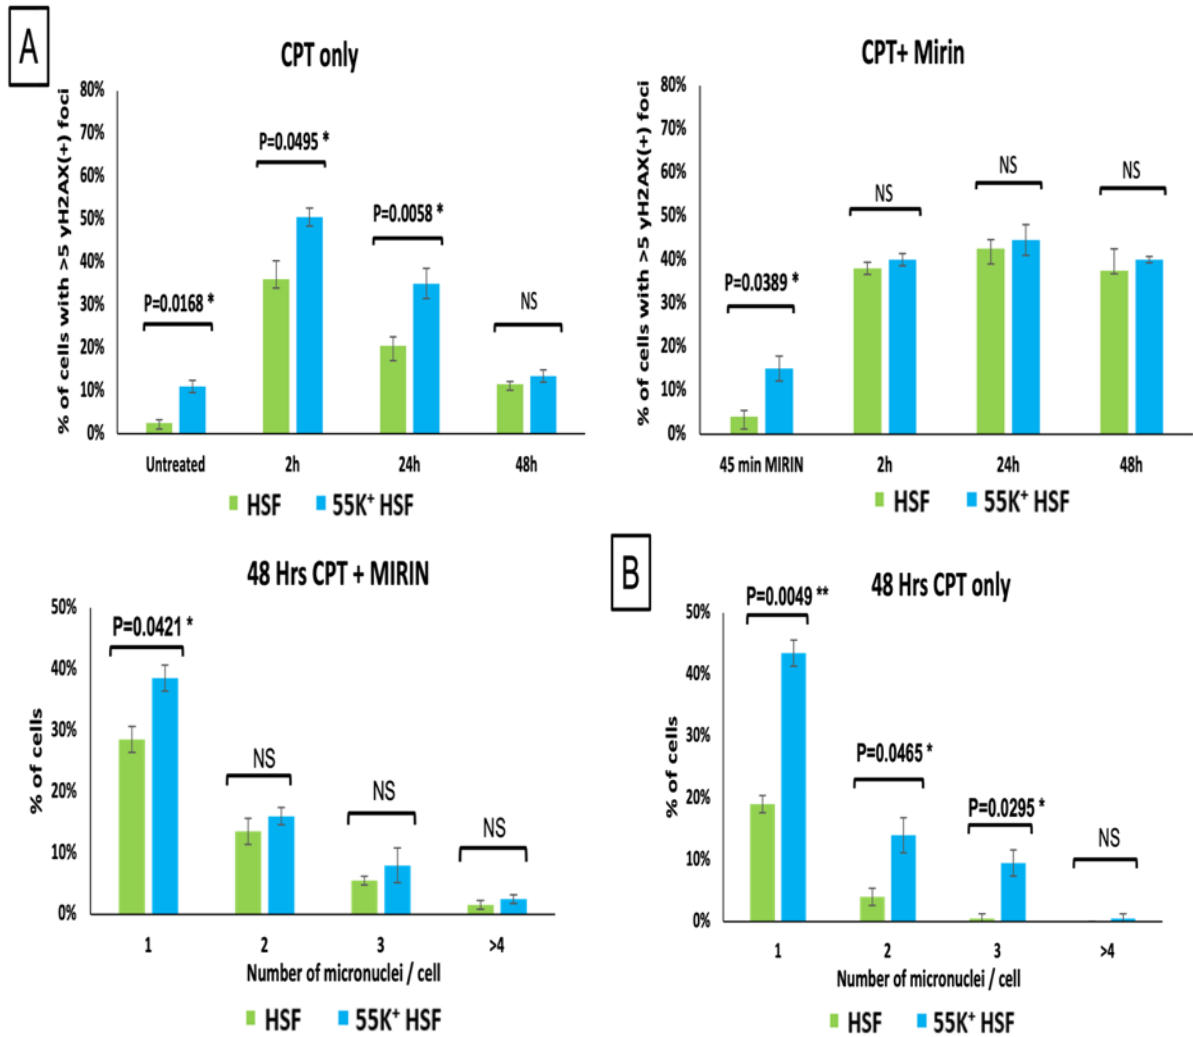 A
CPT only
% of cells with >5 yH2AX(+) foci
80%
70%
60%
50%
40%
30%
20%
10%
0%
P=0.0168 *
P=0.0495 *
P=0.0058 *
NS
Untreated 2h 24h 48h
HSF 55K⁺ HSF
CPT+ Mirin
% of cells with >5 yH2AX(+) foci
80%
70%
60%
50%
40%
30%
20%
10%
0%
P=0.0389 *
NS
NS
NS
45 min MIRIN 2h 24h 48h
HSF 55K⁺ HSF
48 Hrs CPT + MIRIN
% of cells
50%
40%
30%
20%
10%
0%
P=0.0421 *
NS
NS
NS
1 2 3 >4
Number of micronuclei / cell
HSF 55K⁺ HSF
B
48 Hrs CPT only
% of cells
50%
40%
30%
20%
10%
0%
P=0.0049 **
P=0.0465 *
P=0.0295 *
NS
1 2 3 >4
Number of micronuclei / cell
HSF 55K⁺ HSF